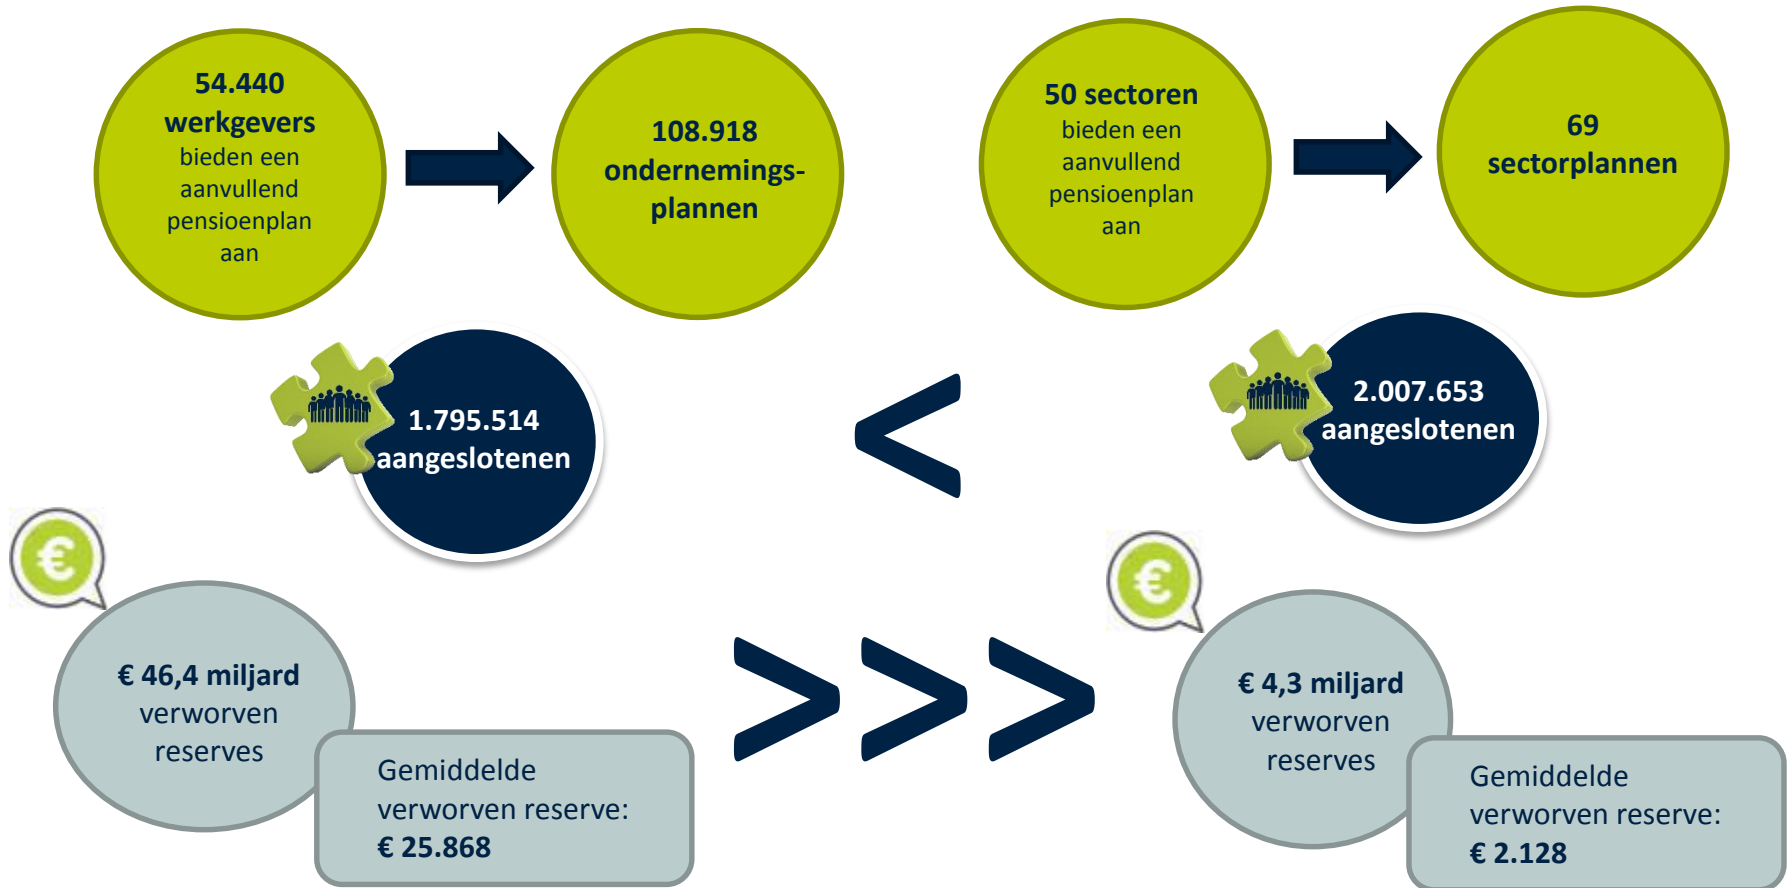 54.440
werkgevers
bieden een
aanvullend
pensioenplan
aan
108.918
ondernemings-
plannen
50 sectoren
bieden een
aanvullend
pensioenplan
aan
69
sectorplannen
1.795.514
aangeslotenen
<
2.007.653
aangeslotenen
€
€ 46,4 miljard
verworven
reserves
Gemiddelde
verworven reserve:
€ 25.868
>>>
€
€ 4,3 miljard
verworven
reserves
Gemiddelde
verworven reserve:
€ 2.128